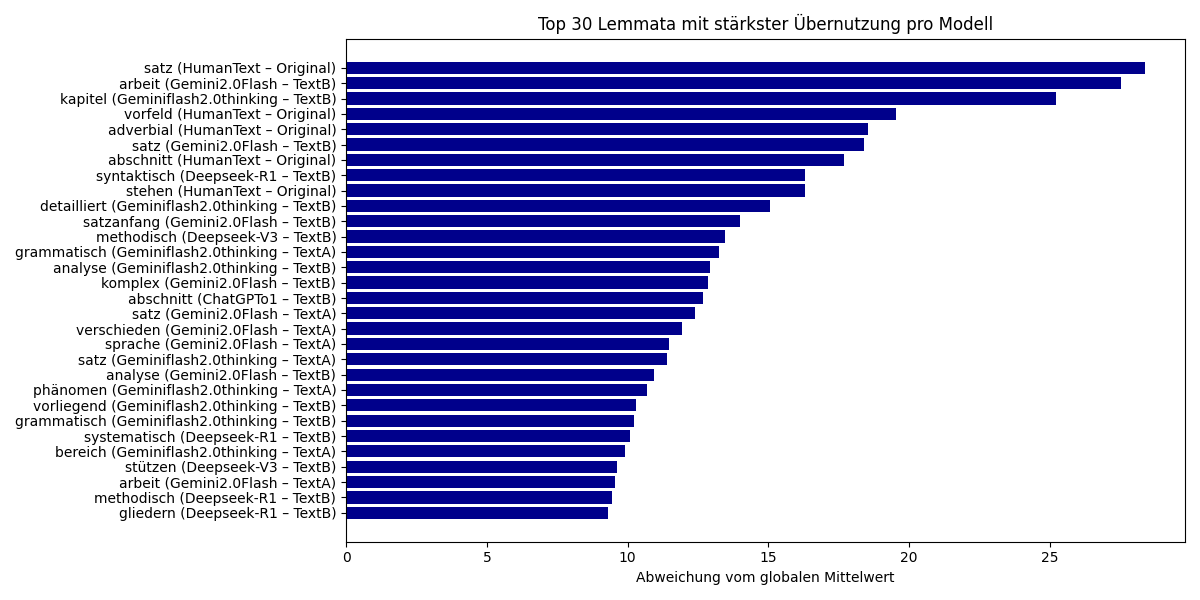 Top 30 Lemmata mit stärkster Übernutzung pro Modell
satz (HumanText – Original)
arbeit (Gemini2.0Flash – TextB)
kapitel (Geminiflash2.0thinking – TextB)
vorfeld (HumanText – Original)
adverbial (HumanText – Original)
satz (Gemini2.0Flash – TextB)
abschnitt (HumanText – Original)
syntaktisch (Deepseek-R1 – TextB)
stehen (HumanText – Original)
detailliert (Geminiflash2.0thinking – TextB)
satzanfang (Gemini2.0Flash – TextB)
methodisch (Deepseek-V3 – TextB)
grammatisch (Geminiflash2.0thinking – TextA)
analyse (Geminiflash2.0thinking – TextB)
komplex (Gemini2.0Flash – TextB)
abschnitt (ChatGPTo1 – TextB)
satz (Gemini2.0Flash – TextA)
verschieden (Gemini2.0Flash – TextA)
sprache (Gemini2.0Flash – TextA)
satz (Geminiflash2.0thinking – TextA)
analyse (Gemini2.0Flash – TextB)
phänomen (Geminiflash2.0thinking – TextA)
vorliegend (Geminiflash2.0thinking – TextB)
grammatisch (Geminiflash2.0thinking – TextB)
systematisch (Deepseek-R1 – TextB)
bereich (Geminiflash2.0thinking – TextA)
stützen (Deepseek-V3 – TextB)
arbeit (Gemini2.0Flash – TextA)
methodisch (Deepseek-R1 – TextB)
gliedern (Deepseek-R1 – TextB)
0 5 10 15 20 25
Abweichung vom globalen Mittelwert